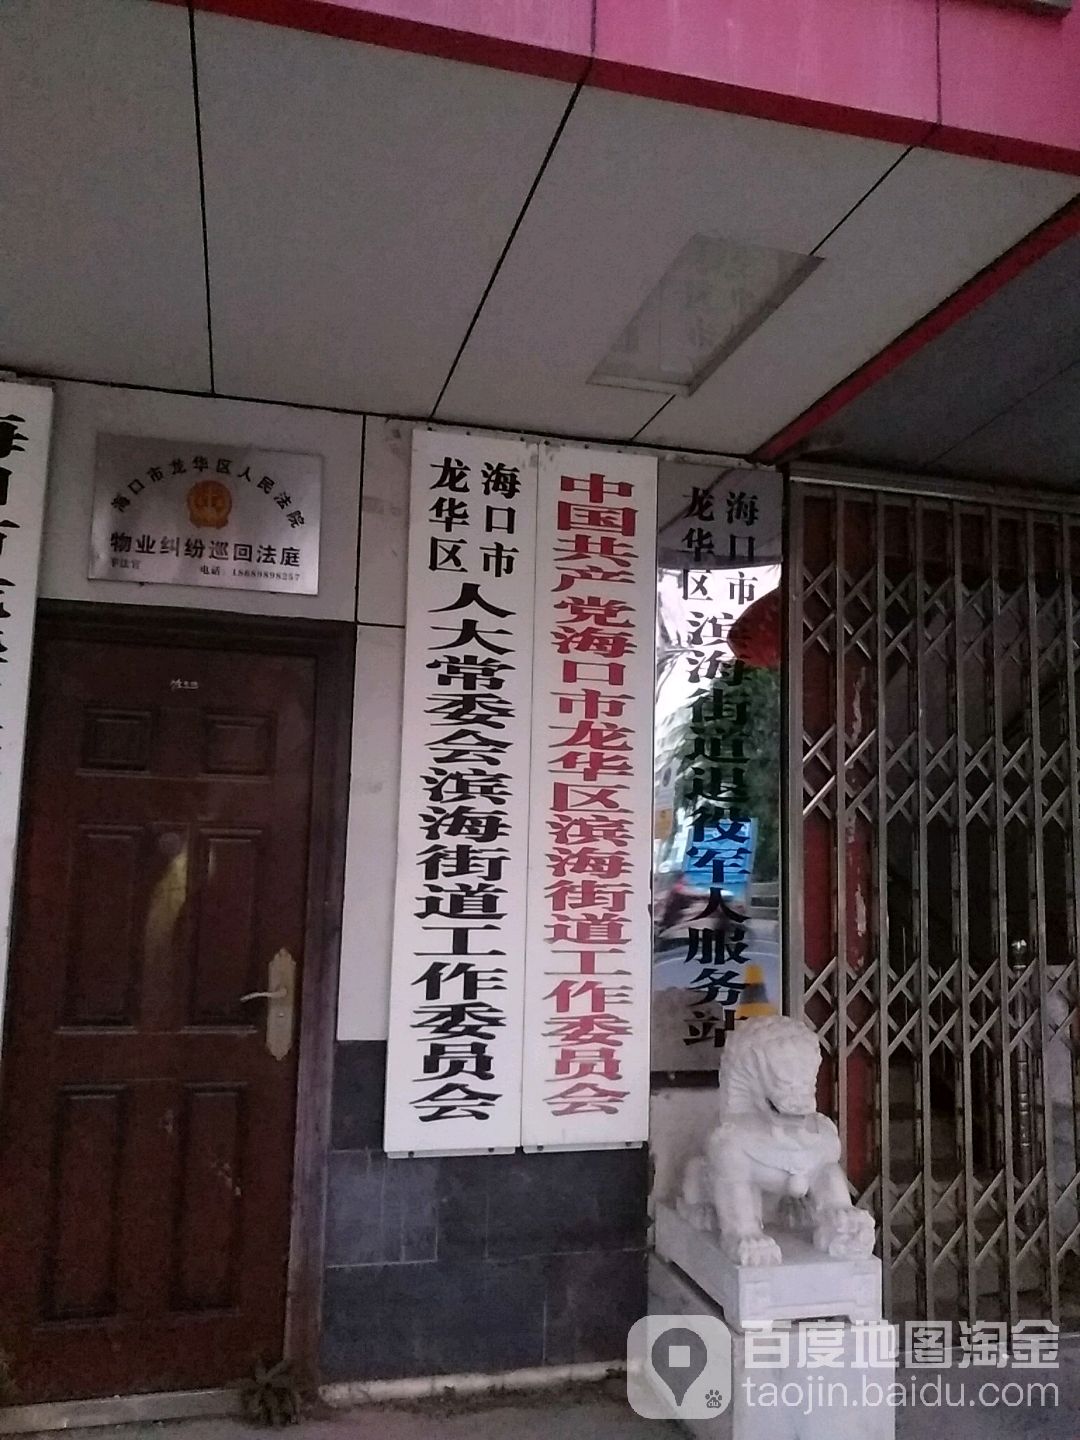 海口市龙华区人民法院
物业纠纷巡回法庭
电话：18689898257
海口市
龙华区
人大常委会滨海街道工作委员会
中国共产党海口市龙华区滨海街道工作委员会
海口市
龙华区
滨海街道退役军人服务站
百度地图淘金
taojin.baidu.com